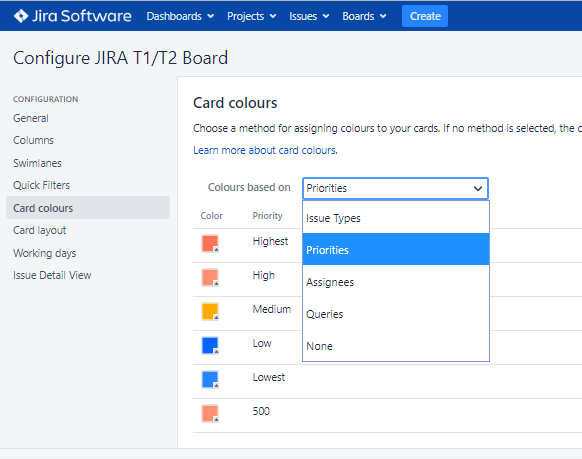 Jira Software Dashboards Projects Issues Boards Create
Configure JIRA T1/T2 Board
CONFIGURATION
General
Columns
Swimlanes
Quick Filters
Card colours
Card layout
Working days
Issue Detail View
Card colours
Choose a method for assigning colours to your cards. If no method is selected, the c
Learn more about card colours.
Colours based on Priorities
Issue Types
Priorities
Assignees
Queries
None
Color Priority
Highest
High
Medium
Low
Lowest
500